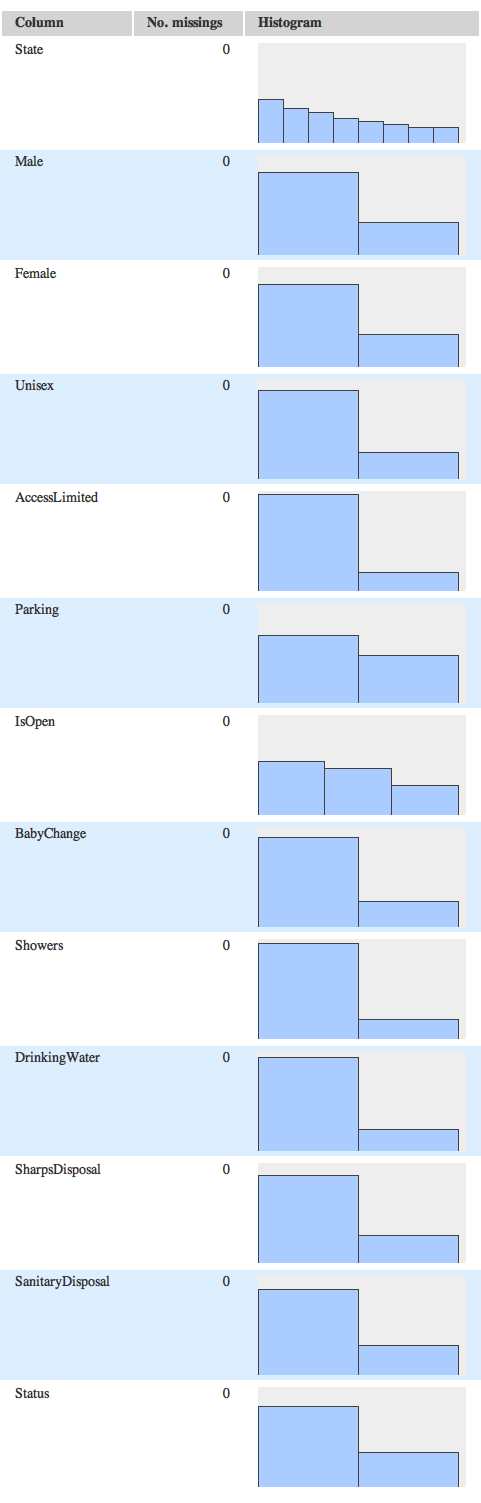 Column No. missings Histogram
State 0
Male 0
Female 0
Unisex 0
AccessLimited 0
Parking 0
IsOpen 0
BabyChange 0
Showers 0
DrinkingWater 0
SharpsDisposal 0
SanitaryDisposal 0
Status 0